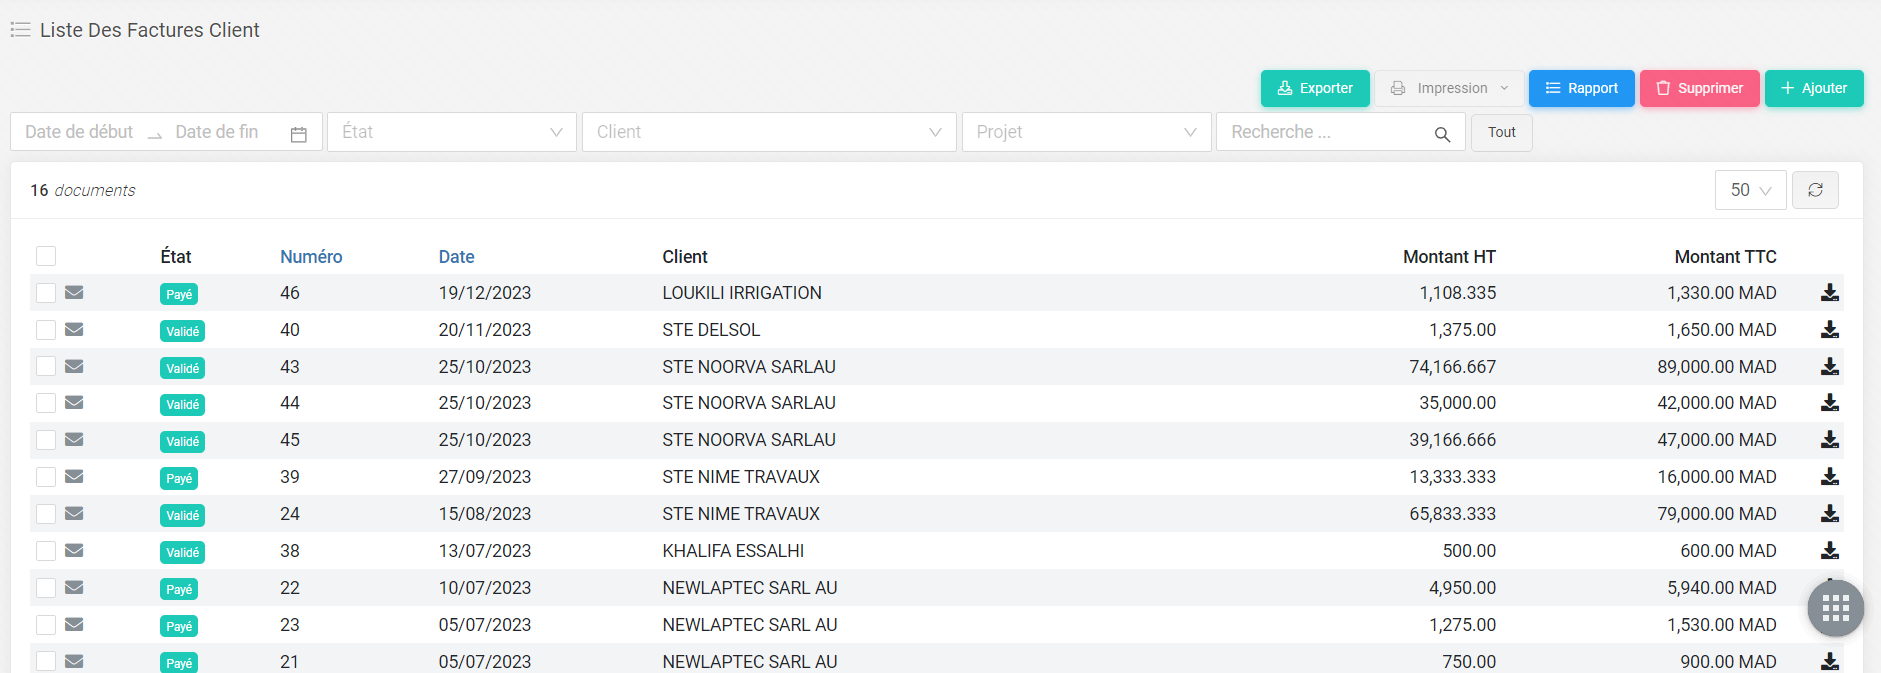 Liste Des Factures Client
Exporter Impression Rapport Supprimer Ajouter
Date de début Date de fin État Client Projet Recherche ... Tout
16 documents 50
État Numéro Date Client Montant HT Montant TTC
Payé 46 19/12/2023 LOUKILI IRRIGATION 1,108.335 1,330.00 MAD
Validé 40 20/11/2023 STE DELSOL 1,375.00 1,650.00 MAD
Validé 43 25/10/2023 STE NOORVA SARLAU 74,166.667 89,000.00 MAD
Validé 44 25/10/2023 STE NOORVA SARLAU 35,000.00 42,000.00 MAD
Validé 45 25/10/2023 STE NOORVA SARLAU 39,166.666 47,000.00 MAD
Payé 39 27/09/2023 STE NIME TRAVAUX 13,333.333 16,000.00 MAD
Validé 24 15/08/2023 STE NIME TRAVAUX 65,833.333 79,000.00 MAD
Validé 38 13/07/2023 KHALIFA ESSALHI 500.00 600.00 MAD
Payé 22 10/07/2023 NEWLAPTEC SARL AU 4,950.00 5,940.00 MAD
Payé 23 05/07/2023 NEWLAPTEC SARL AU 1,275.00 1,530.00 MAD
Payé 21 05/07/2023 NEWLAPTEC SARL AU 750.00 900.00 MAD